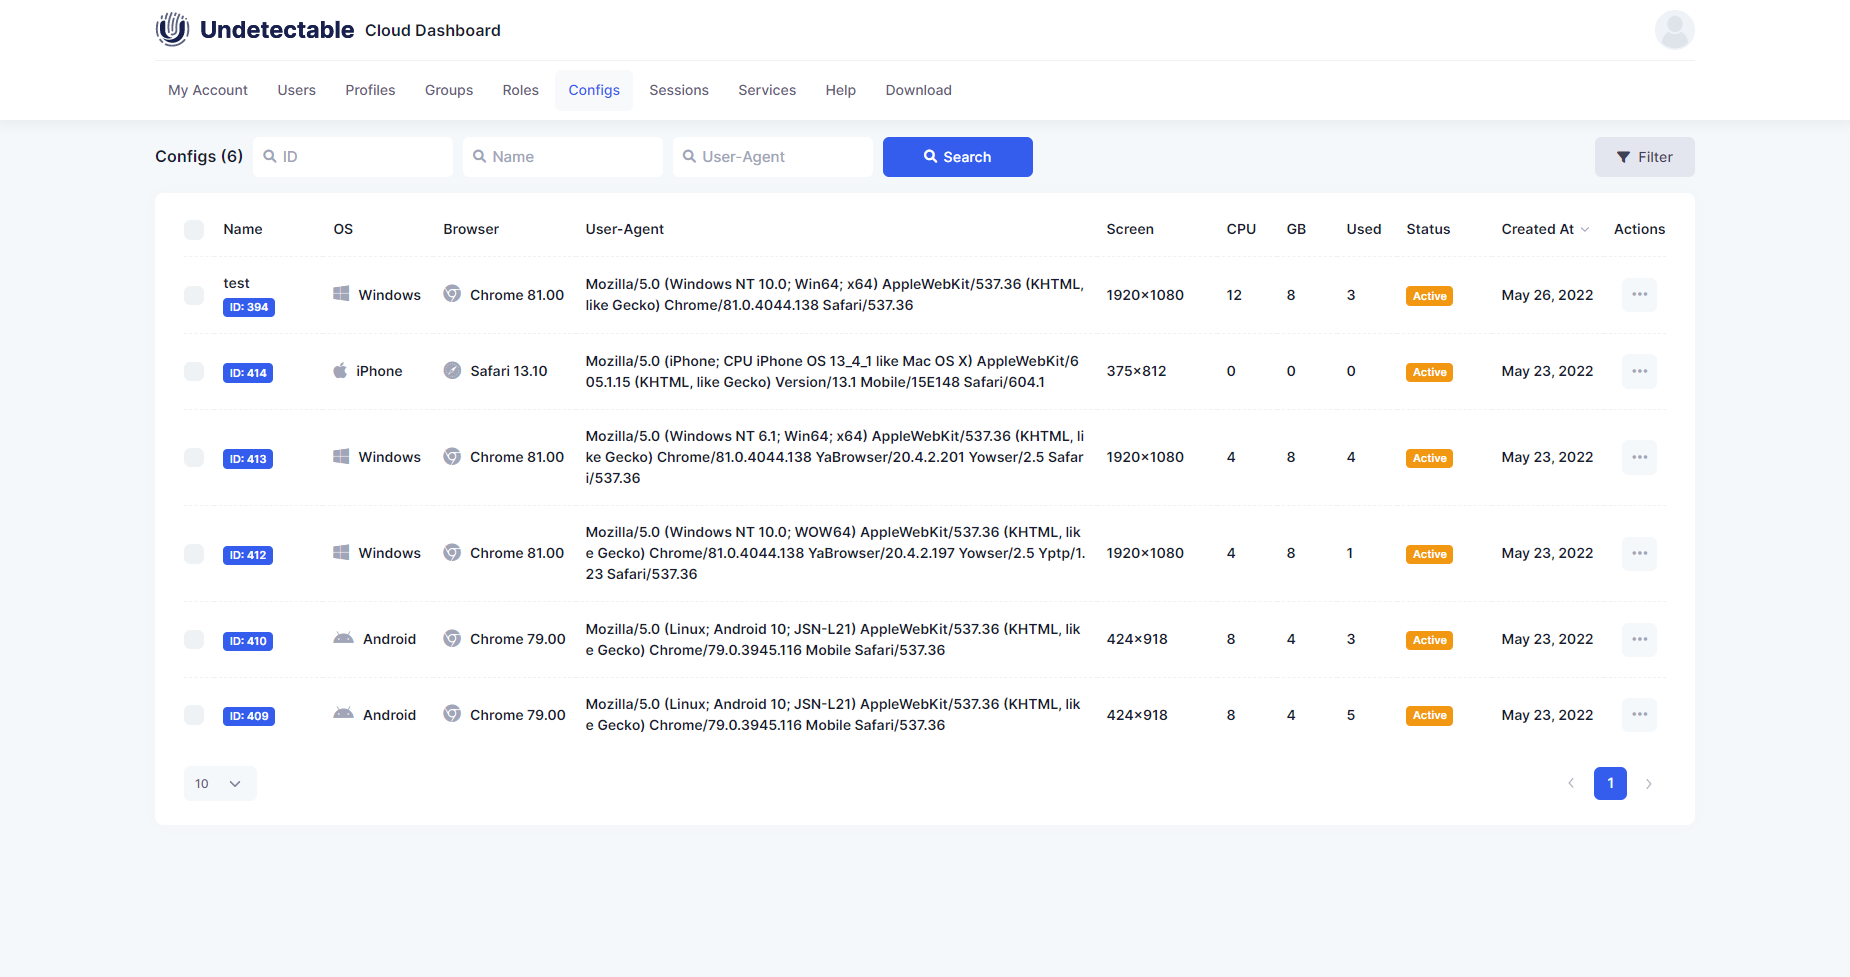 Undetectable Cloud Dashboard
My Account Users Profiles Groups Roles Configs Sessions Services Help Download
Configs (6) ID Name User-Agent Search Filter
Name OS Browser User-Agent Screen CPU GB Used Status Created At Actions
test
ID: 394
Windows Chrome 81.00
Mozilla/5.0 (Windows NT 10.0; Win64; x64) AppleWebKit/537.36 (KHTML,
like Gecko) Chrome/81.0.4044.138 Safari/537.36
1920×1080 12 8 3 Active May 26, 2022
ID: 414 iPhone Safari 13.10
Mozilla/5.0 (iPhone; CPU iPhone OS 13_4_1 like Mac OS X) AppleWebKit/6
05.1.15 (KHTML, like Gecko) Version/13.1 Mobile/15E148 Safari/604.1
375×812 0 0 0 Active May 23, 2022
ID: 413 Windows Chrome 81.00
Mozilla/5.0 (Windows NT 6.1; Win64; x64) AppleWebKit/537.36 (KHTML, li
ke Gecko) Chrome/81.0.4044.138 YaBrowser/20.4.2.201 Yowser/2.5 Safar
i/537.36
1920×1080 4 8 4 Active May 23, 2022
ID: 412 Windows Chrome 81.00
Mozilla/5.0 (Windows NT 10.0; WOW64) AppleWebKit/537.36 (KHTML, lik
e Gecko) Chrome/81.0.4044.138 YaBrowser/20.4.2.197 Yowser/2.5 Yptp/1.
23 Safari/537.36
1920×1080 4 8 1 Active May 23, 2022
ID: 410 Android Chrome 79.00
Mozilla/5.0 (Linux; Android 10; JSN-L21) AppleWebKit/537.36 (KHTML, lik
e Gecko) Chrome/79.0.3945.116 Mobile Safari/537.36
424×918 8 4 3 Active May 23, 2022
ID: 409 Android Chrome 79.00
Mozilla/5.0 (Linux; Android 10; JSN-L21) AppleWebKit/537.36 (KHTML, lik
e Gecko) Chrome/79.0.3945.116 Mobile Safari/537.36
424×918 8 4 5 Active May 23, 2022
10 1